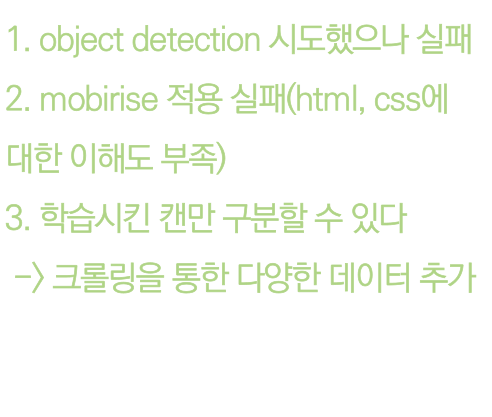 1. object detection 시도했으나 실패
2. mobirise 적용 실패(html, css에
대한 이해도 부족)
3. 학습시킨 캔만 구분할 수 있다
-> 크롤링을 통한 다양한 데이터 추가